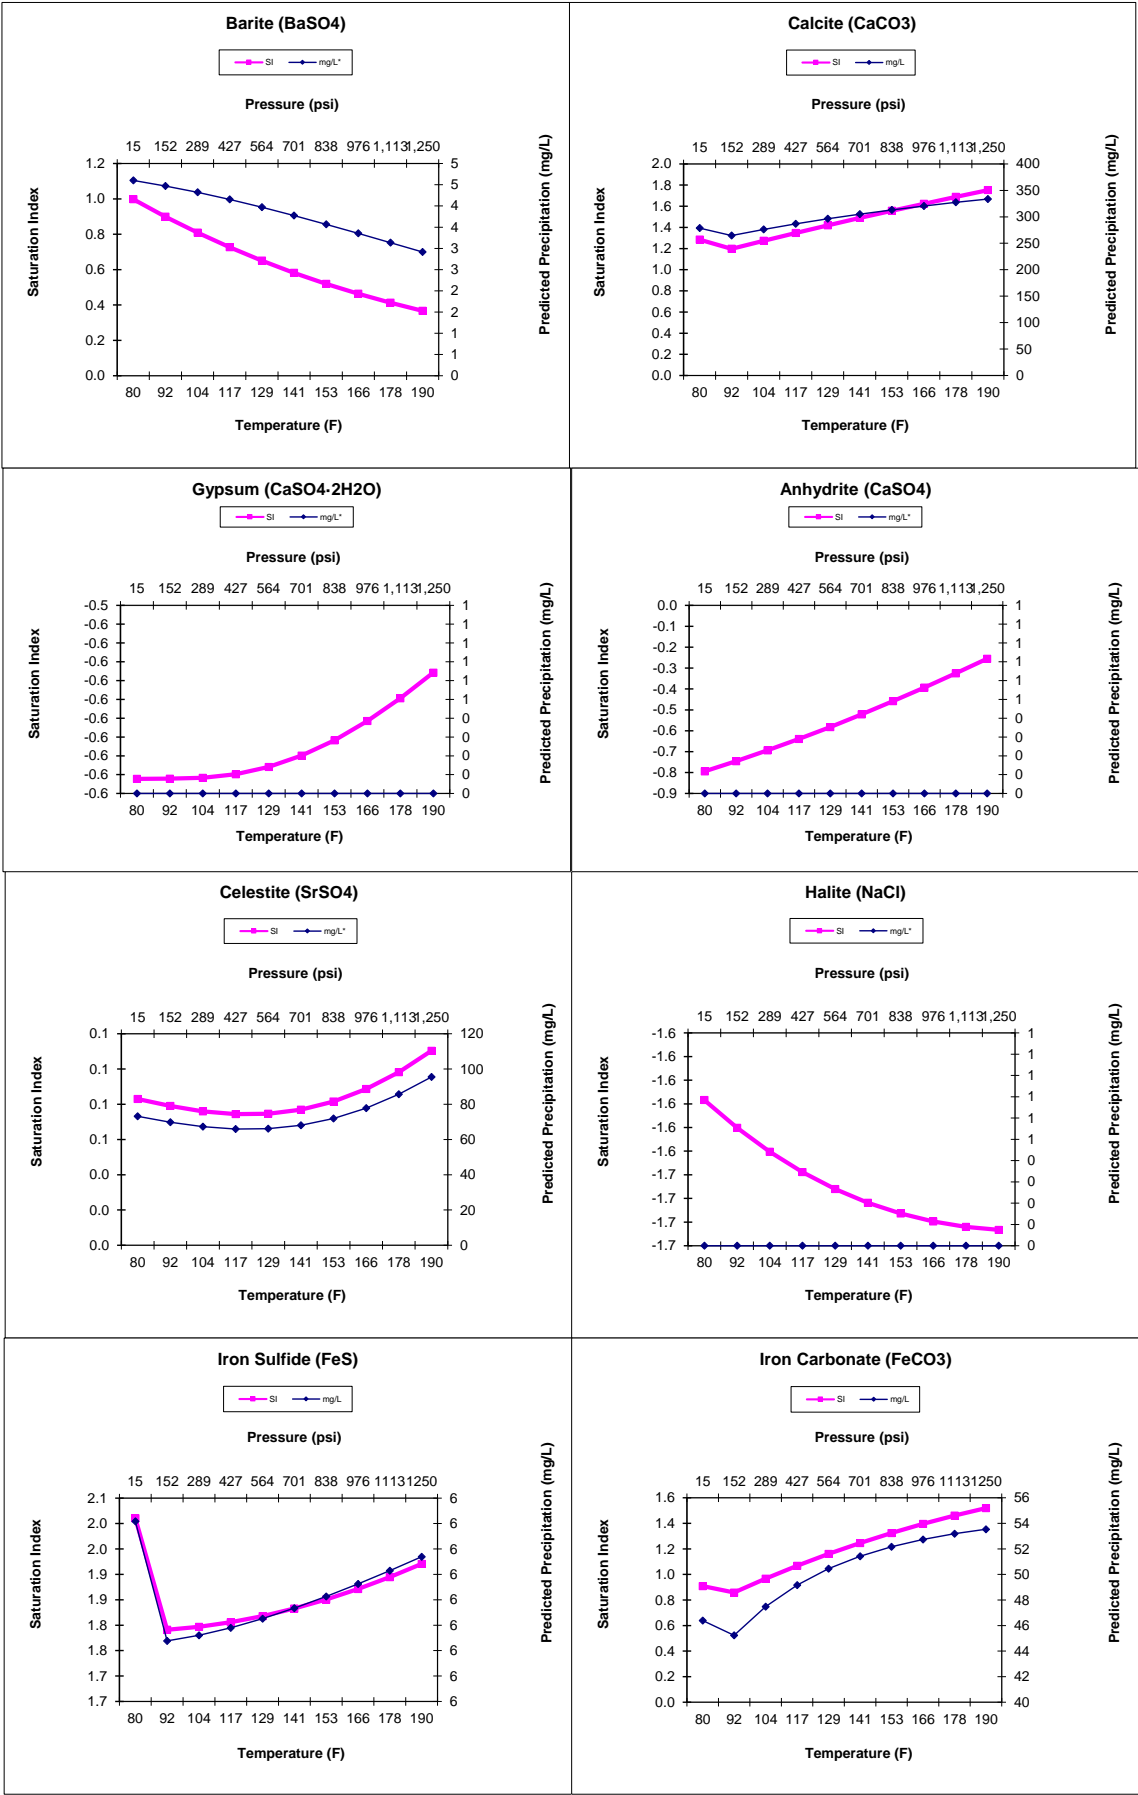 Barite (BaSO4)
SI mg/L*
Pressure (psi)
15 152 289 427 564 701 838 976 1,113 1,250
1.2 1.0 0.8 0.6 0.4 0.2 0.0
5 5 4 4 3 3 2 2 1 1 0
Saturation Index
Predicted Precipitation (mg/L)
80 92 104 117 129 141 153 166 178 190
Temperature (F)
Calcite (CaCO3)
SI mg/L
Pressure (psi)
15 152 289 427 564 701 838 976 1,113 1,250
2.0 1.8 1.6 1.4 1.2 1.0 0.8 0.6 0.4 0.2 0.0
400 350 300 250 200 150 100 50 0
Saturation Index
Predicted Precipitation (mg/L)
80 92 104 117 129 141 153 166 178 190
Temperature (F)
Gypsum (CaSO4·2H2O)
SI mg/L*
Pressure (psi)
15 152 289 427 564 701 838 976 1,113 1,250
-0.5 -0.6 -0.6 -0.6 -0.6 -0.6 -0.6 -0.6 -0.6 -0.6 -0.6
1 1 1 1 1 1 0 0 0 0 0
Saturation Index
Predicted Precipitation (mg/L)
80 92 104 117 129 141 153 166 178 190
Temperature (F)
Anhydrite (CaSO4)
SI mg/L*
Pressure (psi)
15 152 289 427 564 701 838 976 1,113 1,250
0.0 -0.1 -0.2 -0.3 -0.4 -0.5 -0.6 -0.7 -0.8 -0.9
1 1 1 1 1 1 0 0 0 0 0
Saturation Index
Predicted Precipitation (mg/L)
80 92 104 117 129 141 153 166 178 190
Temperature (F)
Celestite (SrSO4)
SI mg/L*
Pressure (psi)
15 152 289 427 564 701 838 976 1,113 1,250
0.1 0.1 0.1 0.1 0.0 0.0 0.0
120 100 80 60 40 20 0
Saturation Index
Predicted Precipitation (mg/L)
80 92 104 117 129 141 153 166 178 190
Temperature (F)
Halite (NaCl)
SI mg/L*
Pressure (psi)
15 152 289 427 564 701 838 976 1,113 1,250
-1.6 -1.6 -1.6 -1.6 -1.6 -1.6 -1.7 -1.7 -1.7 -1.7
1 1 1 1 1 1 0 0 0 0 0
Saturation Index
Predicted Precipitation (mg/L)
80 92 104 117 129 141 153 166 178 190
Temperature (F)
Iron Sulfide (FeS)
SI mg/L
Pressure (psi)
15 152 289 427 564 701 838 976 1113 1250
2.1 2.0 2.0 1.9 1.9 1.8 1.8 1.7 1.7
6 6 6 6 6 6 6 6 6
Saturation Index
Predicted Precipitation (mg/L)
80 92 104 117 129 141 153 166 178 190
Temperature (F)
Iron Carbonate (FeCO3)
SI mg/L
Pressure (psi)
15 152 289 427 564 701 838 976 1113 1250
1.6 1.4 1.2 1.0 0.8 0.6 0.4 0.2 0.0
56 54 52 50 48 46 44 42 40
Saturation Index
Predicted Precipitation (mg/L)
80 92 104 117 129 141 153 166 178 190
Temperature (F)